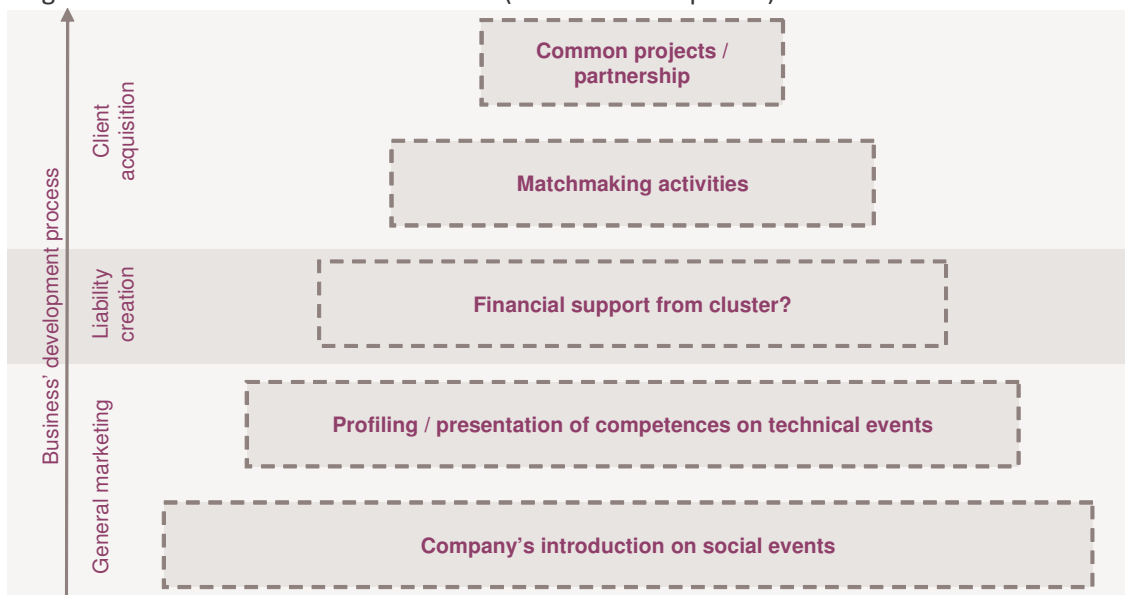 Common projects /
partnership
Client
acquisition
Matchmaking activities
Business’ development process
Liability
creation
Financial support from cluster?
General marketing
Profiling / presentation of competences on technical events
Company’s introduction on social events